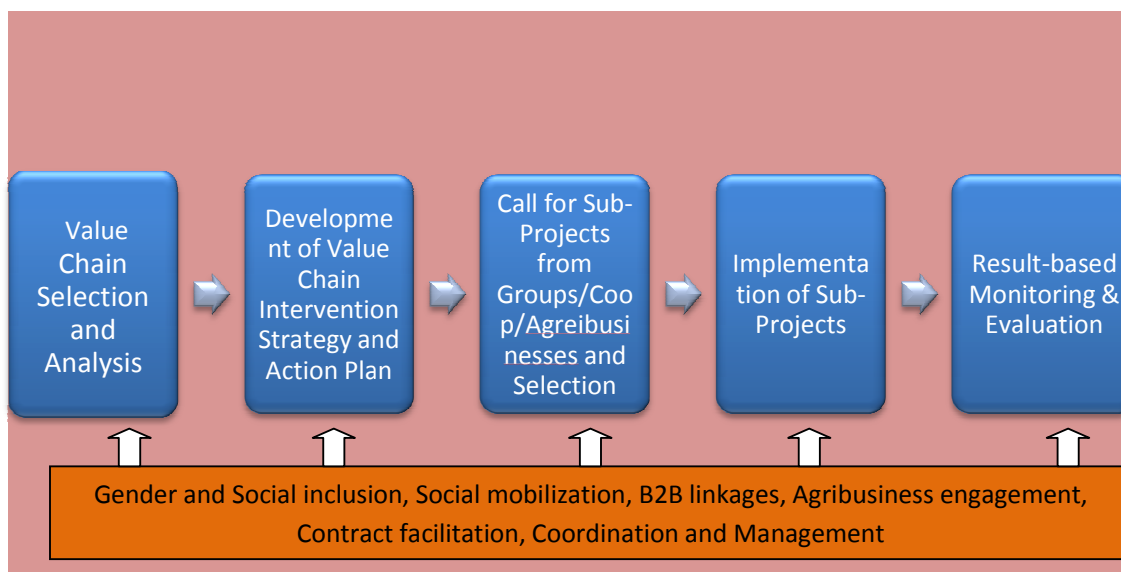 Value
Chain
Selection
and
Analysis
Developme
nt of Value
Chain
Intervention
Strategy and
Action Plan
Call for Sub-
Projects
from
Groups/Coo
p/Agreibusi
nesses and
Selection
Implementa
tion of Sub-
Projects
Result-based
Monitoring &
Evaluation
Gender and Social inclusion, Social mobilization, B2B linkages, Agribusiness engagement,
Contract facilitation, Coordination and Management